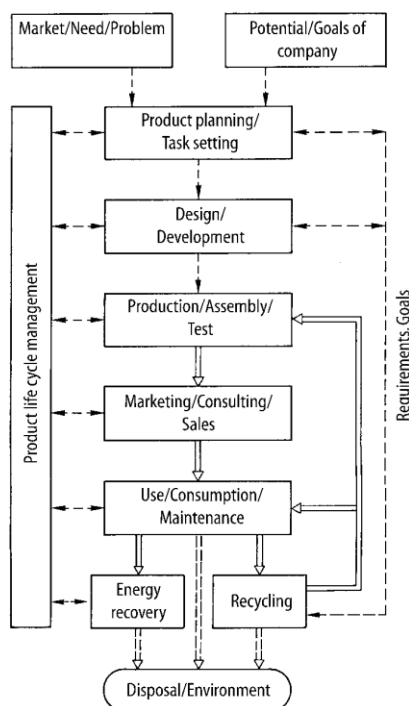 Market/Need/Problem
Potential/Goals of
company
Product planning/
Task setting
Design/
Development
Production/Assembly/
Test
Marketing/Consulting/
Sales
Use/Consumption/
Maintenance
Energy
recovery
Recycling
Disposal/Environment
Product life cycle management
Requirements, Goals